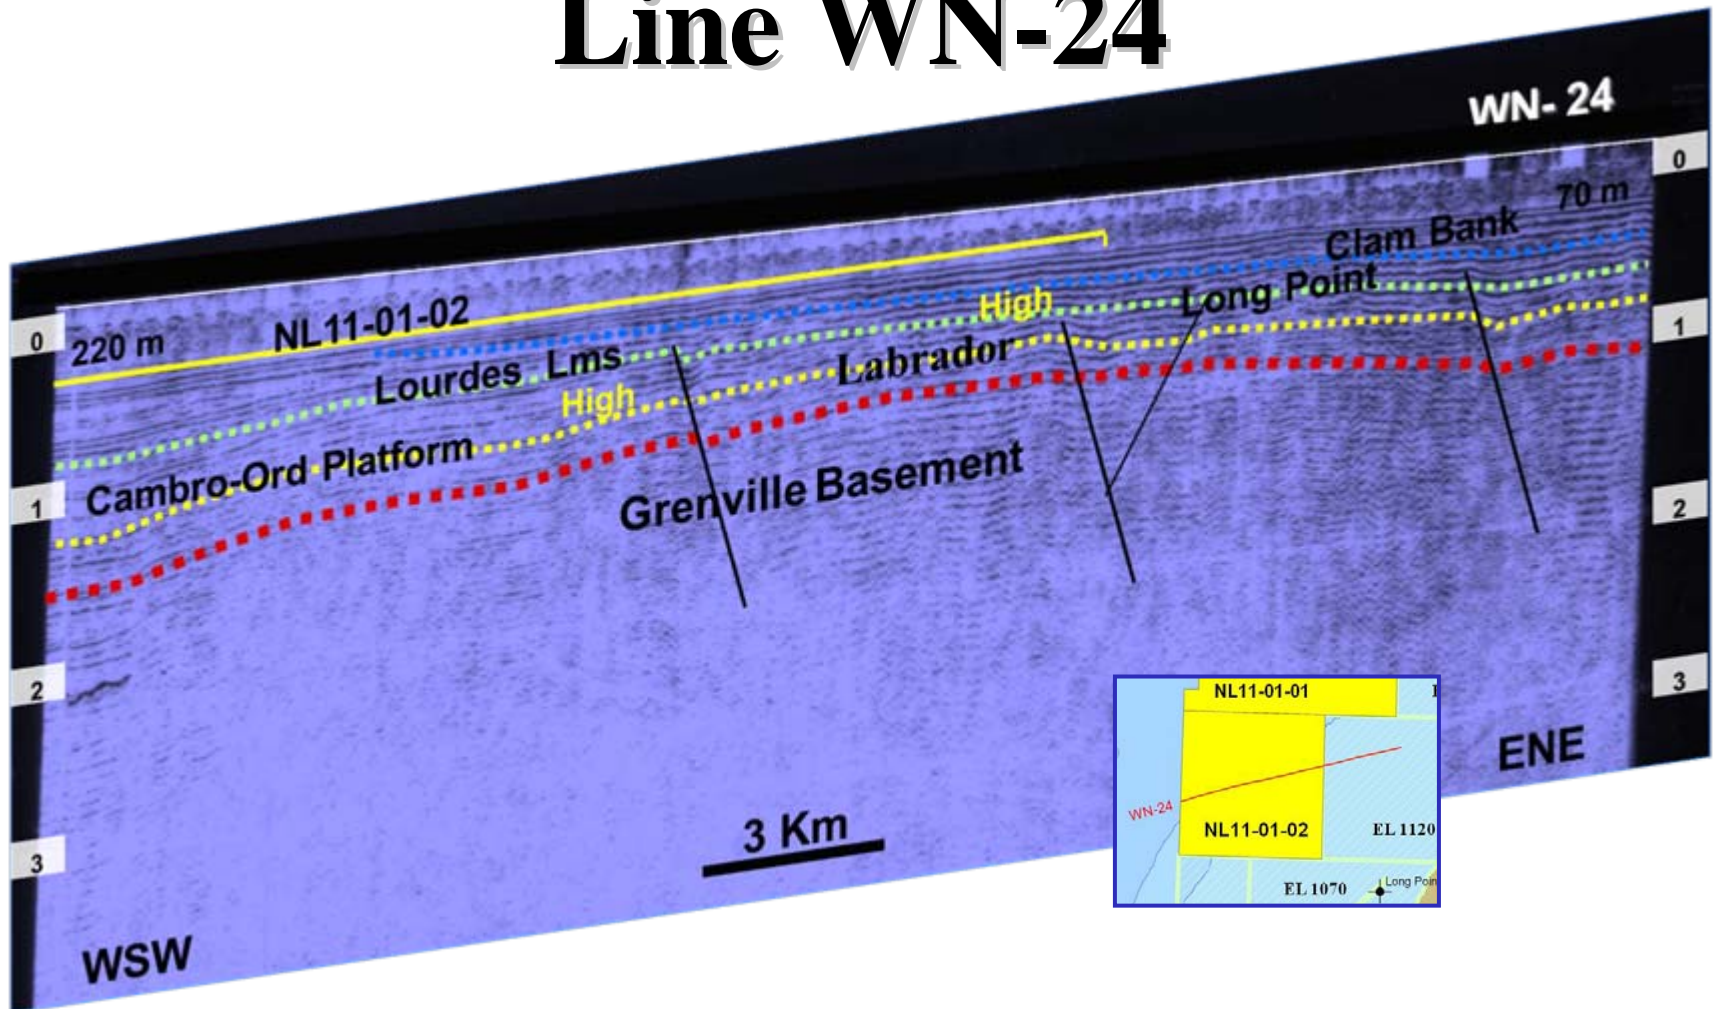 Line WN-24
WN- 24
0
70 m
Clam Bank
Long Point
High
NL11-01-02
0
220 m
Lourdes Lms
Labrador
High
1
Cambro-Ord Platform
1
Grenville Basement
2
2
3
NL11-01-01
ENE
WN-24
NL11-01-02
EL 1120
3 Km
3
EL 1070
WSW